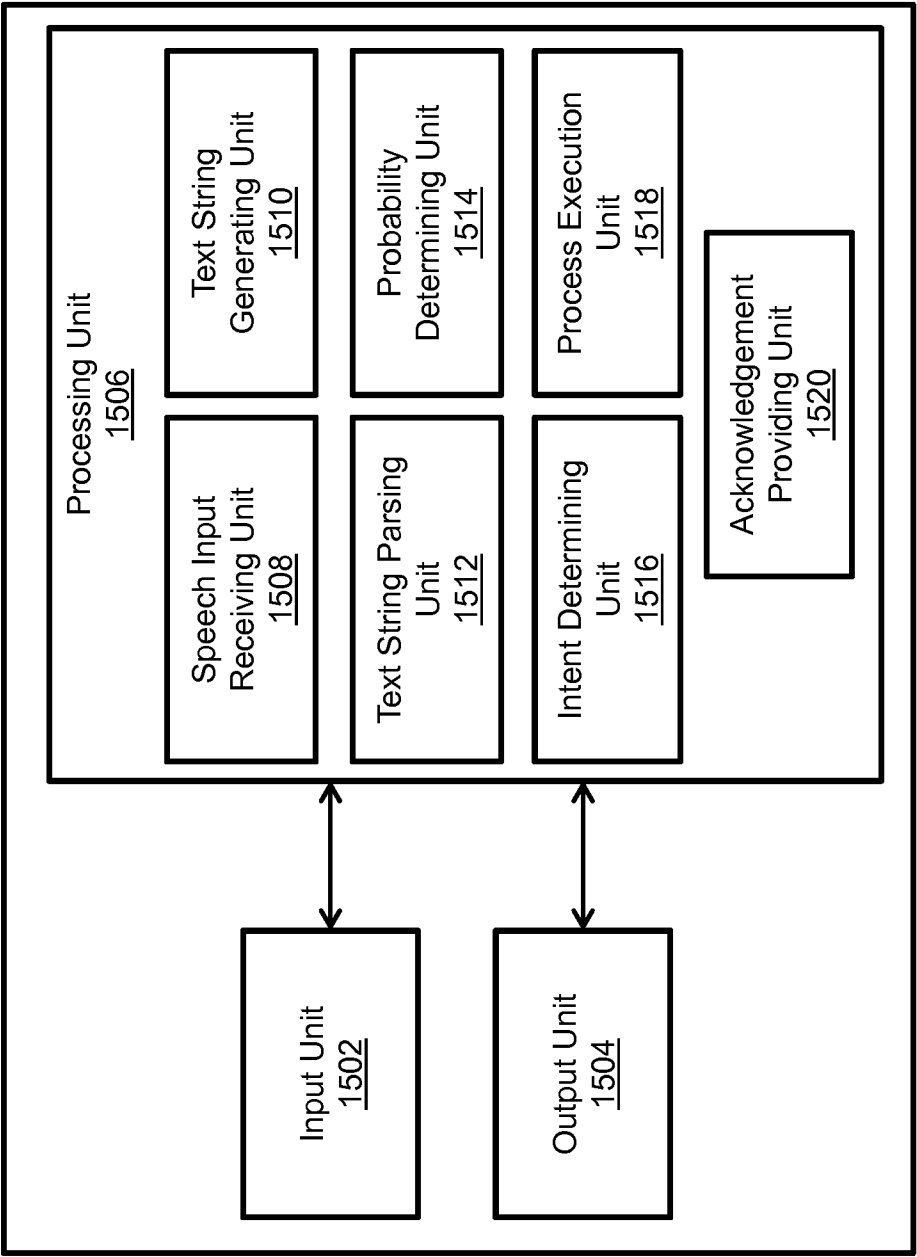 Processing Unit
1506
Speech Input
Receiving Unit
1508
Text String
Generating Unit
1510
Text String Parsing
Unit
1512
Probability
Determining Unit
1514
Intent Determining
Unit
1516
Process Execution
Unit
1518
Acknowledgement
Providing Unit
1520
Input Unit
1502
Output Unit
1504